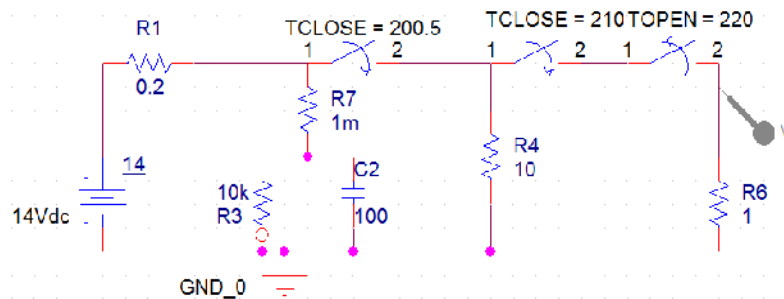 R1
0.2
TCLOSE = 200.5
1 2
TCLOSE = 210 TOPEN = 220
1 2 1 2
R7
1m
R4
10
14
14Vdc
C2
100
10k
R3
R6
1
GND_0